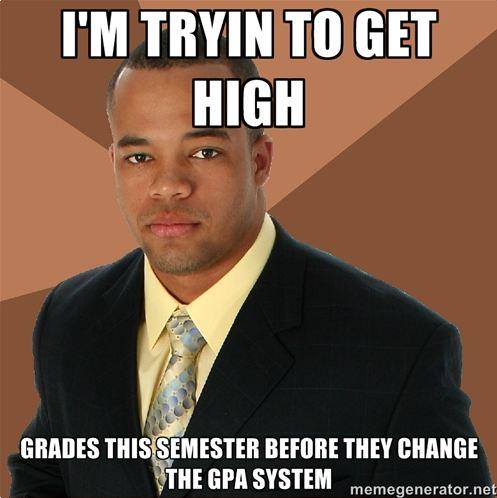 I'M TRYIN TO GET
HIGH
GRADES THIS SEMESTER BEFORE THEY CHANGE
THE GPA SYSTEM
memegenerator.net